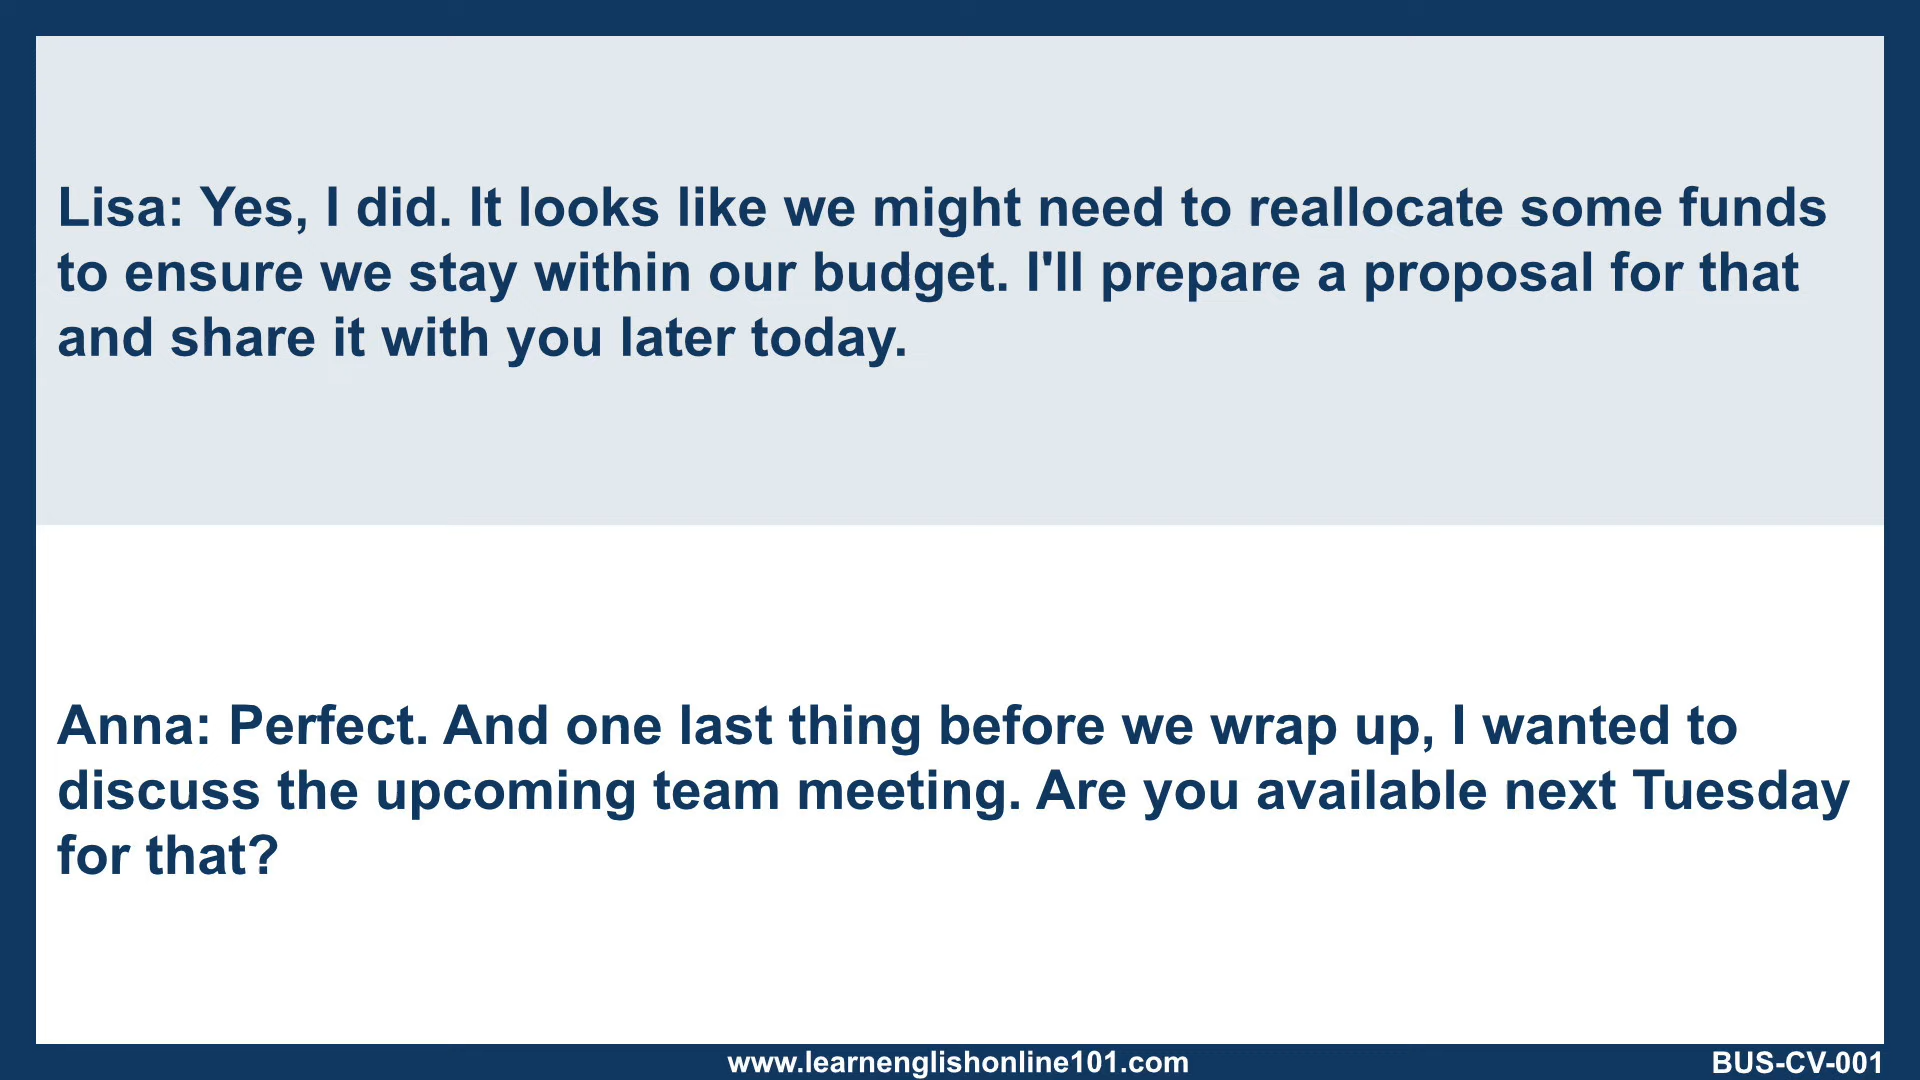 Lisa: Yes, I did. It looks like we might need to reallocate some funds
to ensure we stay within our budget. I'll prepare a proposal for that
and share it with you later today.
Anna: Perfect. And one last thing before we wrap up, I wanted to
discuss the upcoming team meeting. Are you available next Tuesday
for that?
www.learnenglishonline101.com
BUS-CV-001